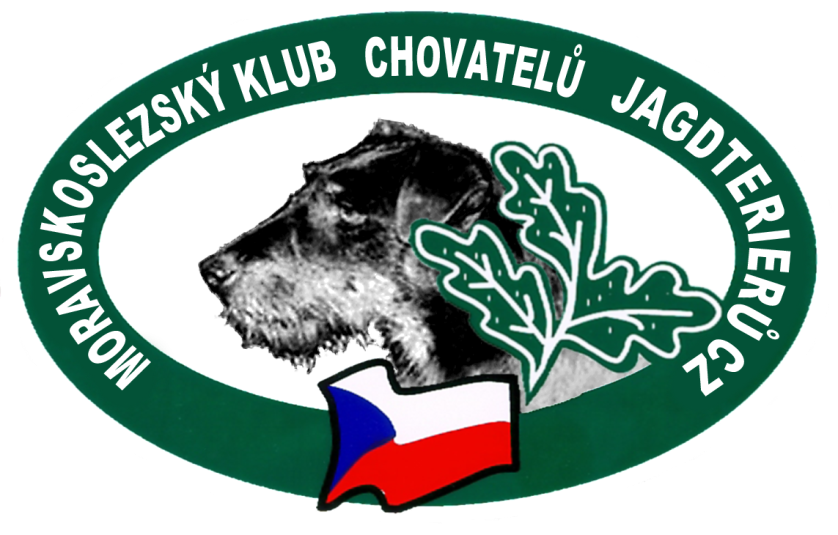 MORAVSKOSLEZSKÝ KLUB CHOVATELŮ JAGDTERIERŮ CZ